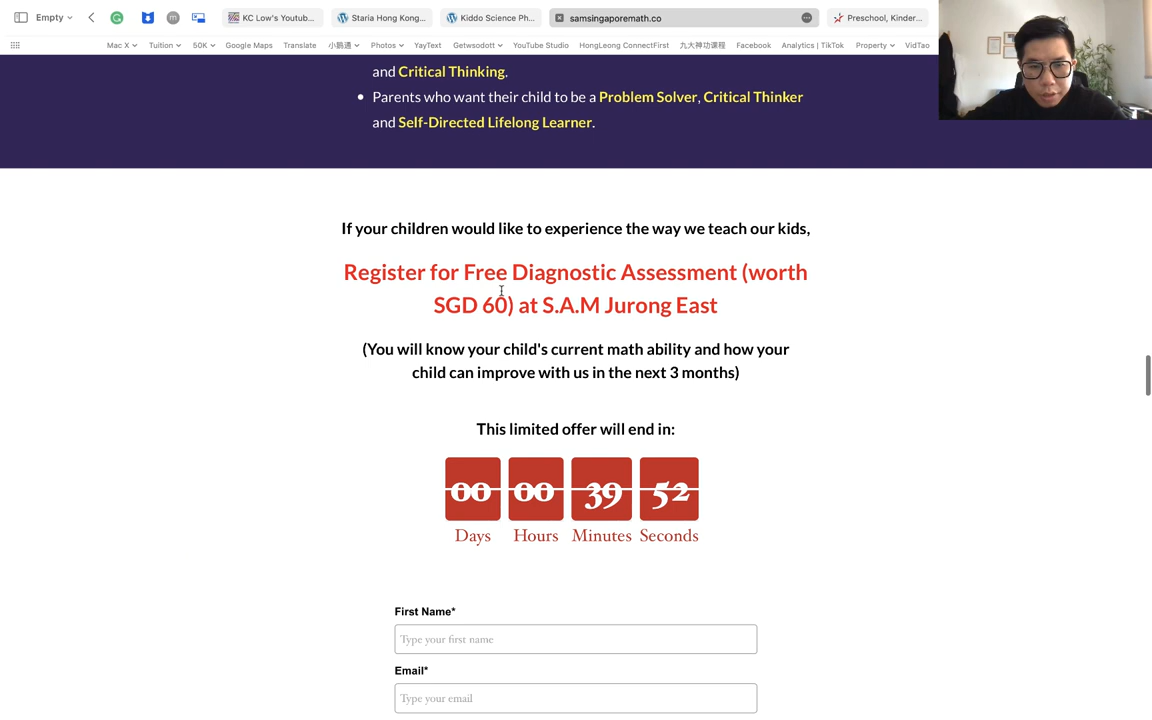 Empty
KC Low's Youtub...
Staria Hong Kong...
Kiddo Science Ph...
samsingaporemath.co
Preschool, Kinder...
Mac X
Tuition
50K
Google Maps
Translate
小鹅通
Photos
YayText
Getwsodott
YouTube Studio
HongLeong ConnectFirst
九大神功课程
Facebook
Analytics | TikTok
Property
VidTao
and Critical Thinking.
Parents who want their child to be a Problem Solver, Critical Thinker
and Self-Directed Lifelong Learner.
If your children would like to experience the way we teach our kids,
Register for Free Diagnostic Assessment (worth
SGD 60) at S.A.M Jurong East
(You will know your child's current math ability and how your
child can improve with us in the next 3 months)
This limited offer will end in:
00 00 39 52
Days Hours Minutes Seconds
First Name*
Type your first name
Email*
Type your email